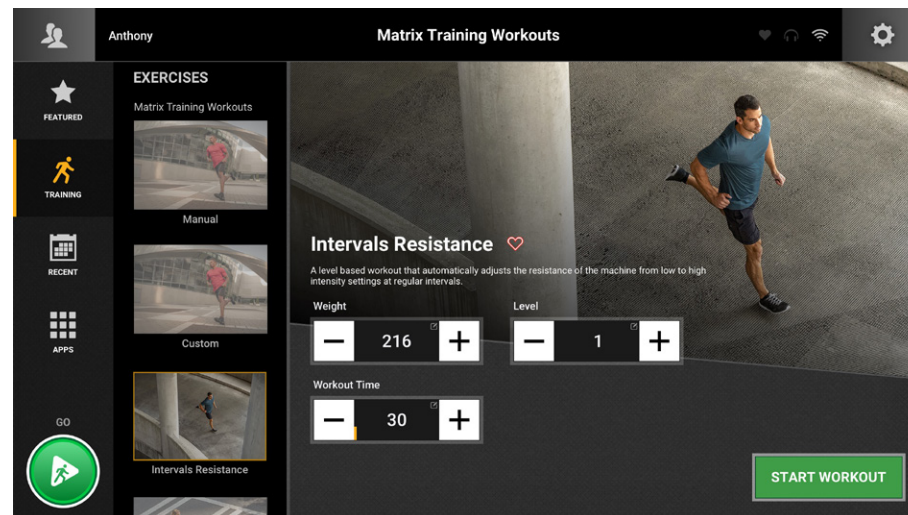 Anthony
Matrix Training Workouts
FEATURED
TRAINING
RECENT
APPS
GO
EXERCISES
Matrix Training Workouts
Manual
Custom
Intervals Resistance
Intervals Resistance
A level based workout that automatically adjusts the resistance of the machine from low to high
intensity settings at regular intervals.
Weight
Level
216
1
Workout Time
30
START WORKOUT